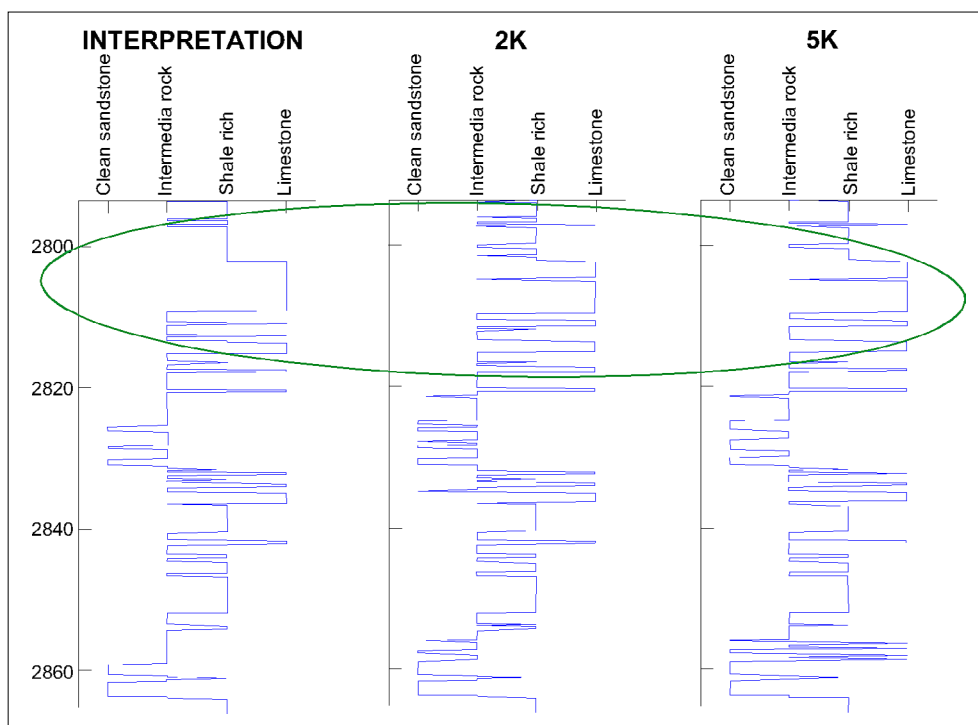 INTERPRETATION 2K 5K
Clean sandstone
Intermedia rock
Shale rich
Limestone
Clean sandstone
Intermedia rock
Shale rich
Limestone
Clean sandstone
Intermedia rock
Shale rich
Limestone
2800
2820
2840
2860